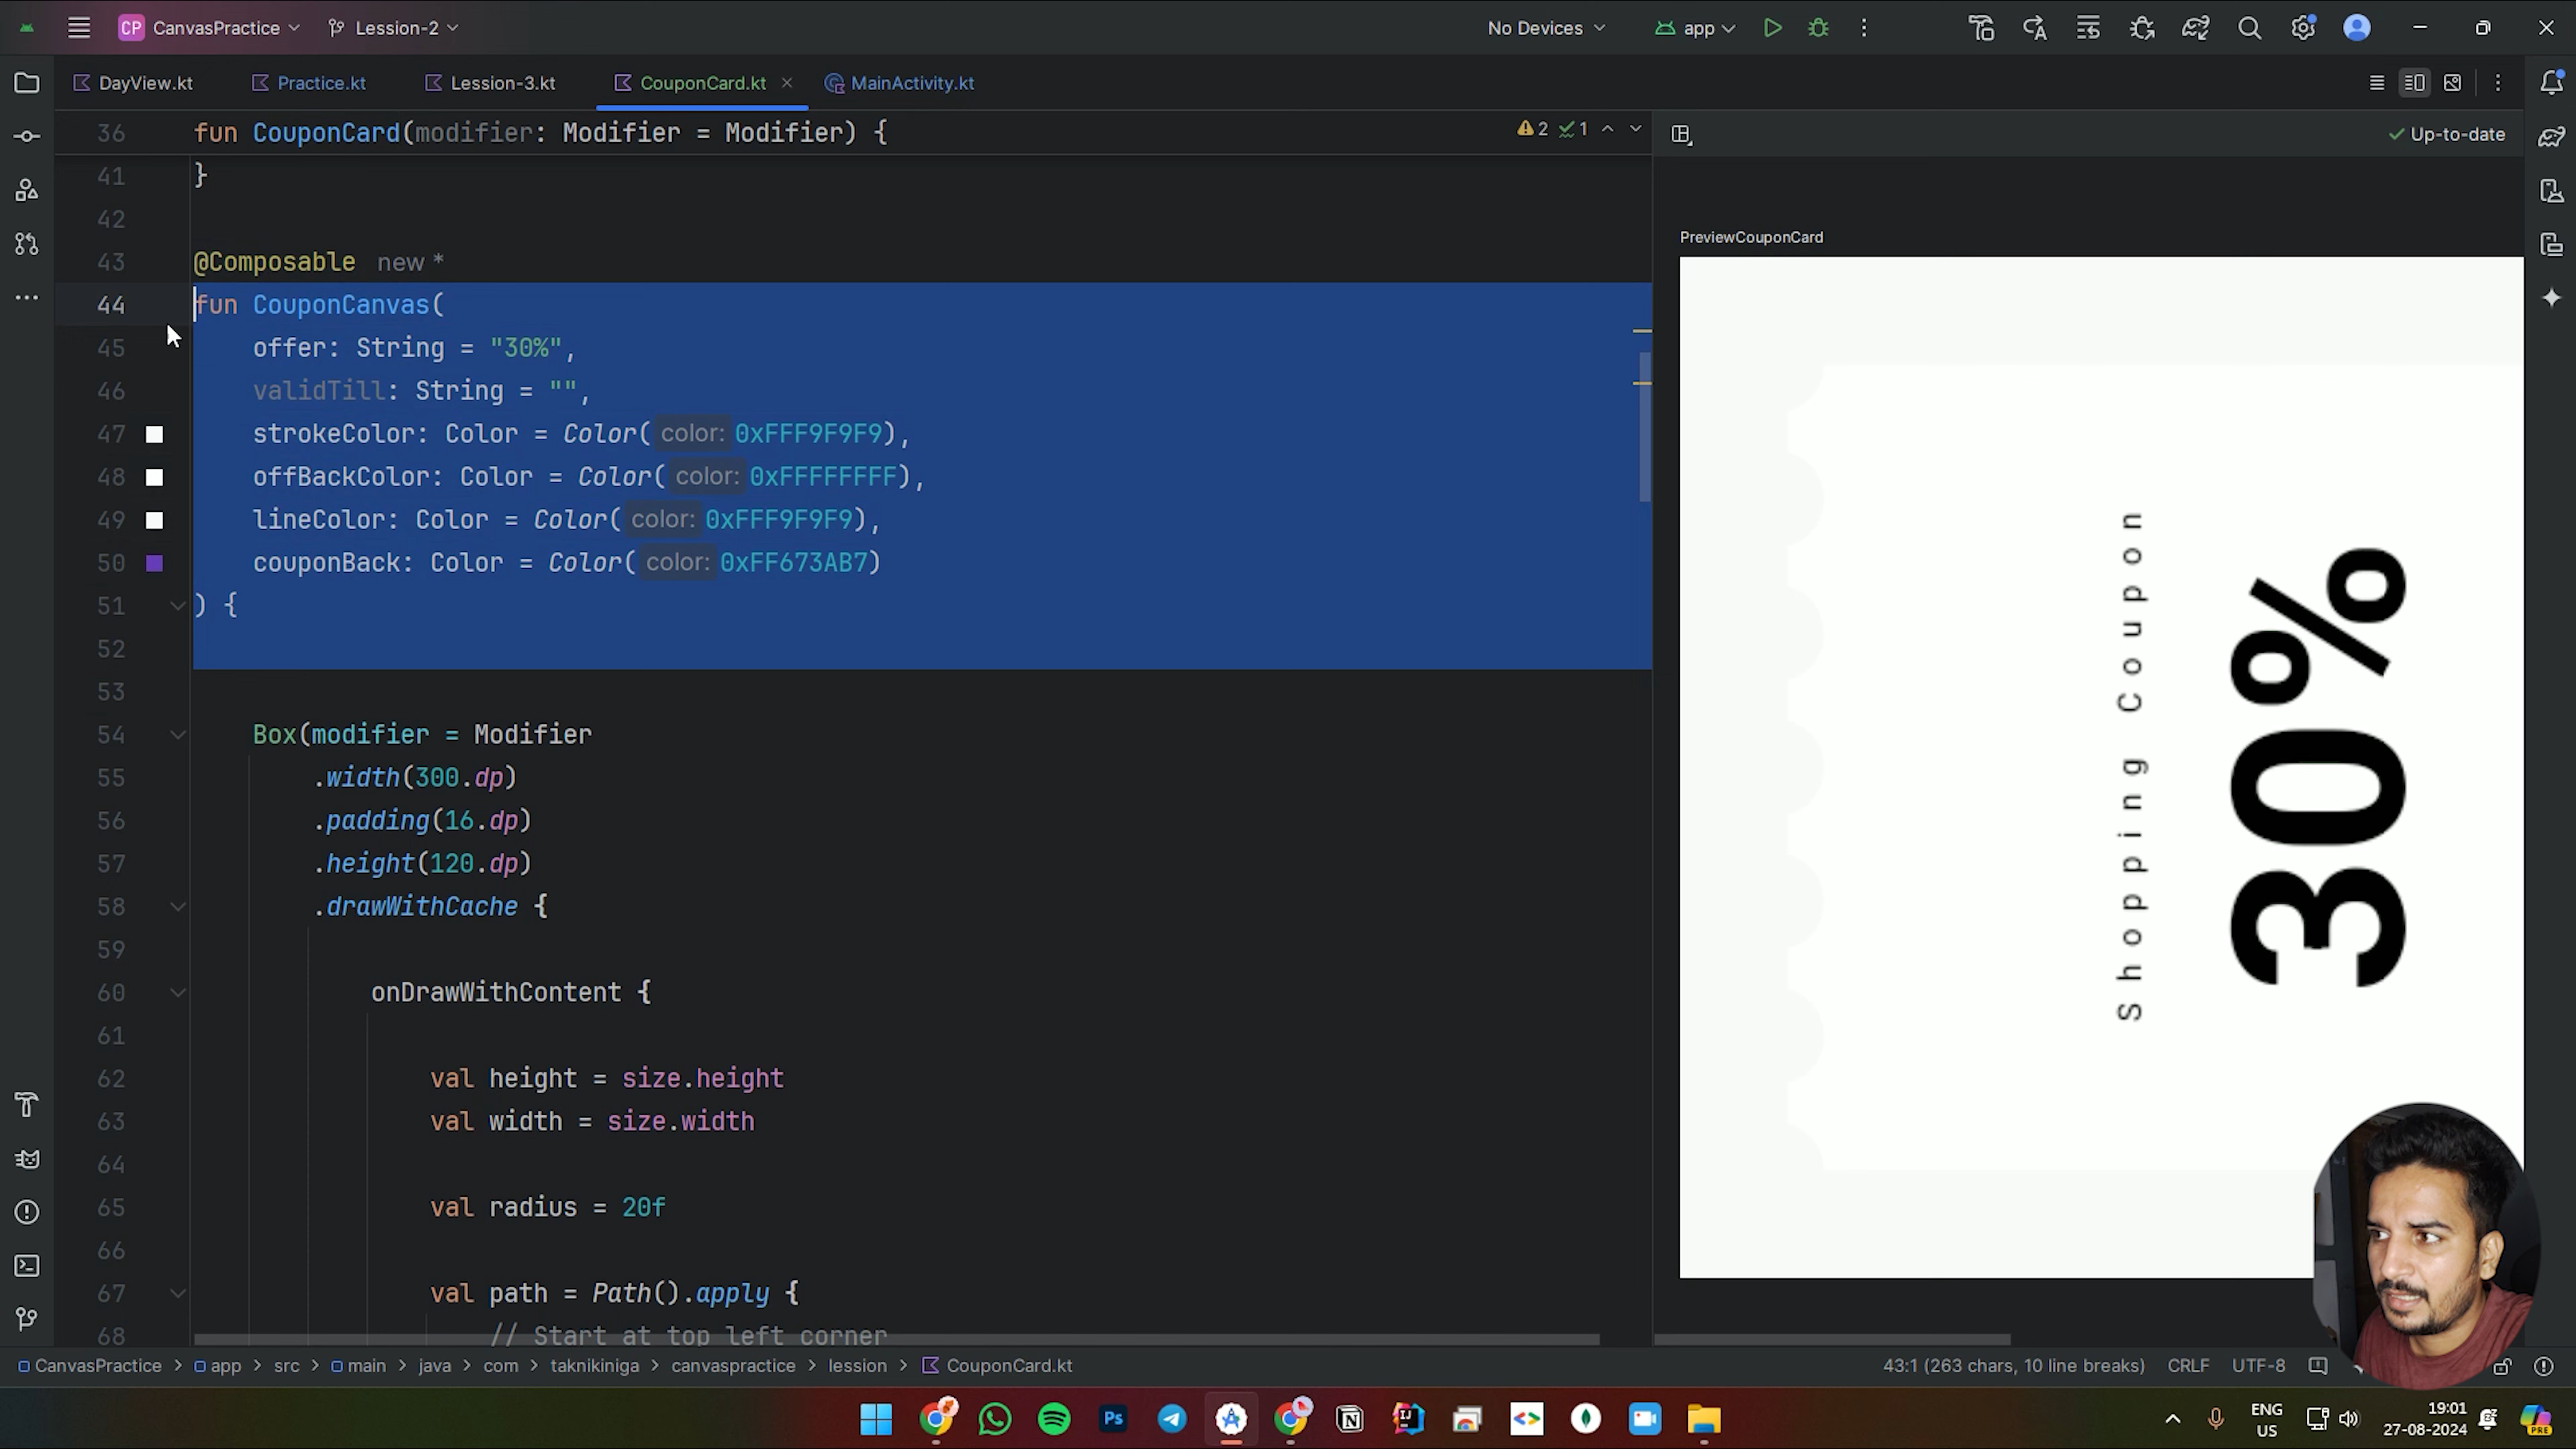 CP CanvasPractice Lession-2 No Devices app
DayView.kt Practice.kt Lession-3.kt CouponCard.kt MainActivity.kt
36 fun CouponCard(modifier: Modifier = Modifier) { 2 1 Up-to-date
41 }
42
43 @Composable new *
44 fun CouponCanvas(
45 offer: String = "30%",
46 validTill: String = "",
47 strokeColor: Color = Color( color: 0xFFF9F9F9),
48 offBackColor: Color = Color( color: 0xFFFFFFFF),
49 lineColor: Color = Color( color: 0xFFF9F9F9),
50 couponBack: Color = Color( color: 0xFF673AB7)
51 ) {
52
53
54 Box(modifier = Modifier
55 .width(300.dp)
56 .padding(16.dp)
57 .height(120.dp)
58 .drawWithCache {
59
60 onDrawWithContent {
61
62 val height = size.height
63 val width = size.width
64
65 val radius = 20f
66
67 val path = Path().apply {
68 // Start at top left corner
PreviewCouponCard
Shopping Coupon
30%
CanvasPractice > app > src > main > java > com > taknikiniga > canvaspractice > lession > CouponCard.kt 43:1 (263 chars, 10 line breaks) CRLF UTF-8
Ps
ENG
US
19:01
27-08-2024
PRE